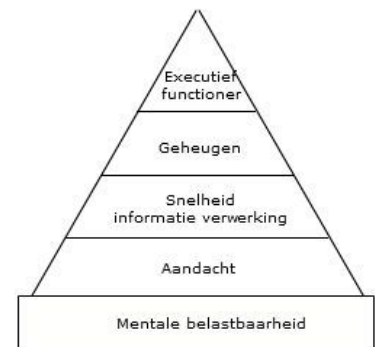 Executief
functioner
Geheugen
Snelheid
informatie verwerking
Aandacht
Mentale belastbaarheid